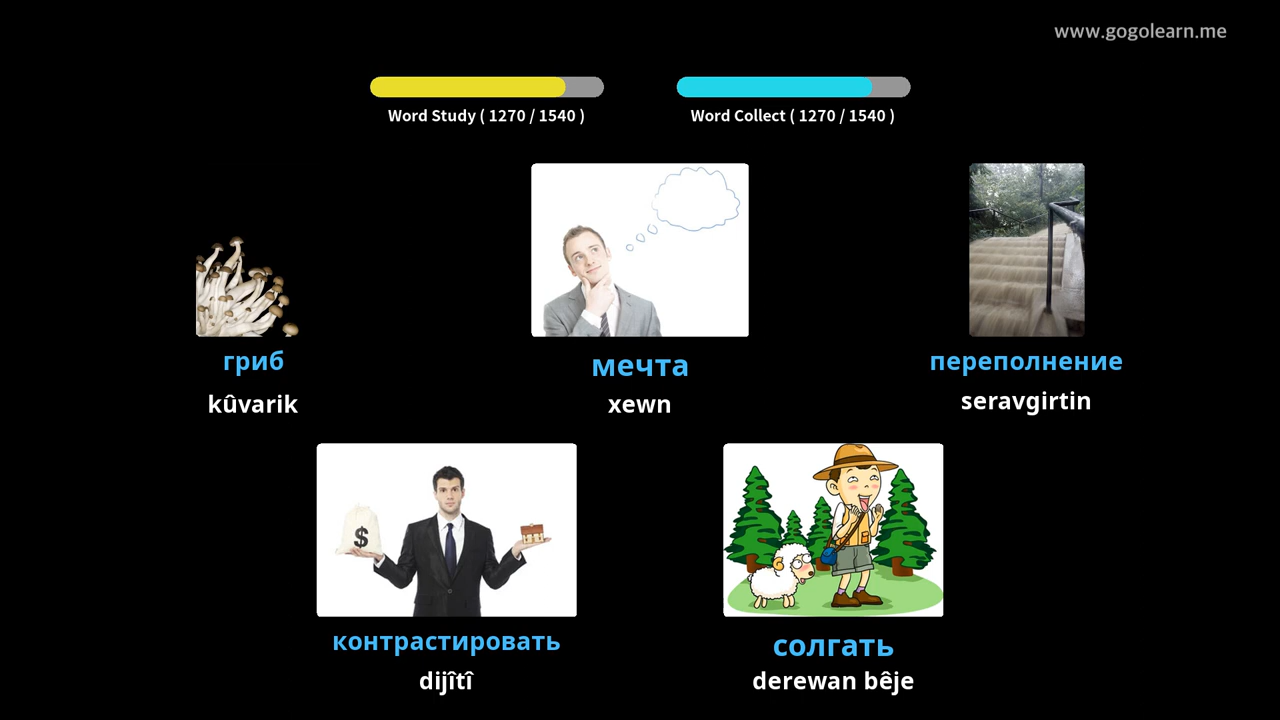 www.gogolearn.me
Word Study ( 1270 / 1540 )
Word Collect ( 1270 / 1540 )
гриб
kûvarik
мечта
xewn
переполнение
seravgirtin
$
контрастировать
dijîtî
солгать
derewan bêje